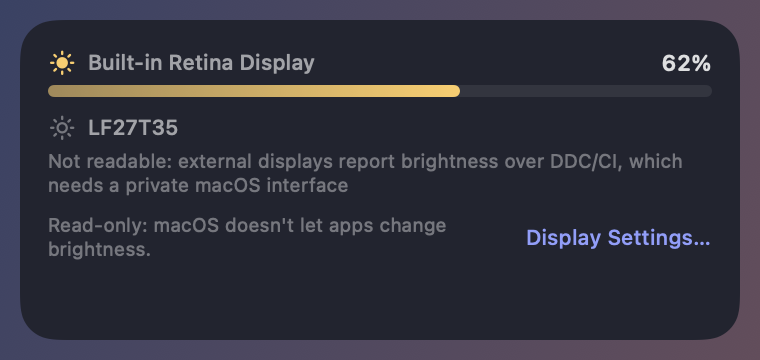 Built-in Retina Display 62%
LF27T35
Not readable: external displays report brightness over DDC/CI, which
needs a private macOS interface
Read-only: macOS doesn't let apps change
brightness.
Display Settings...